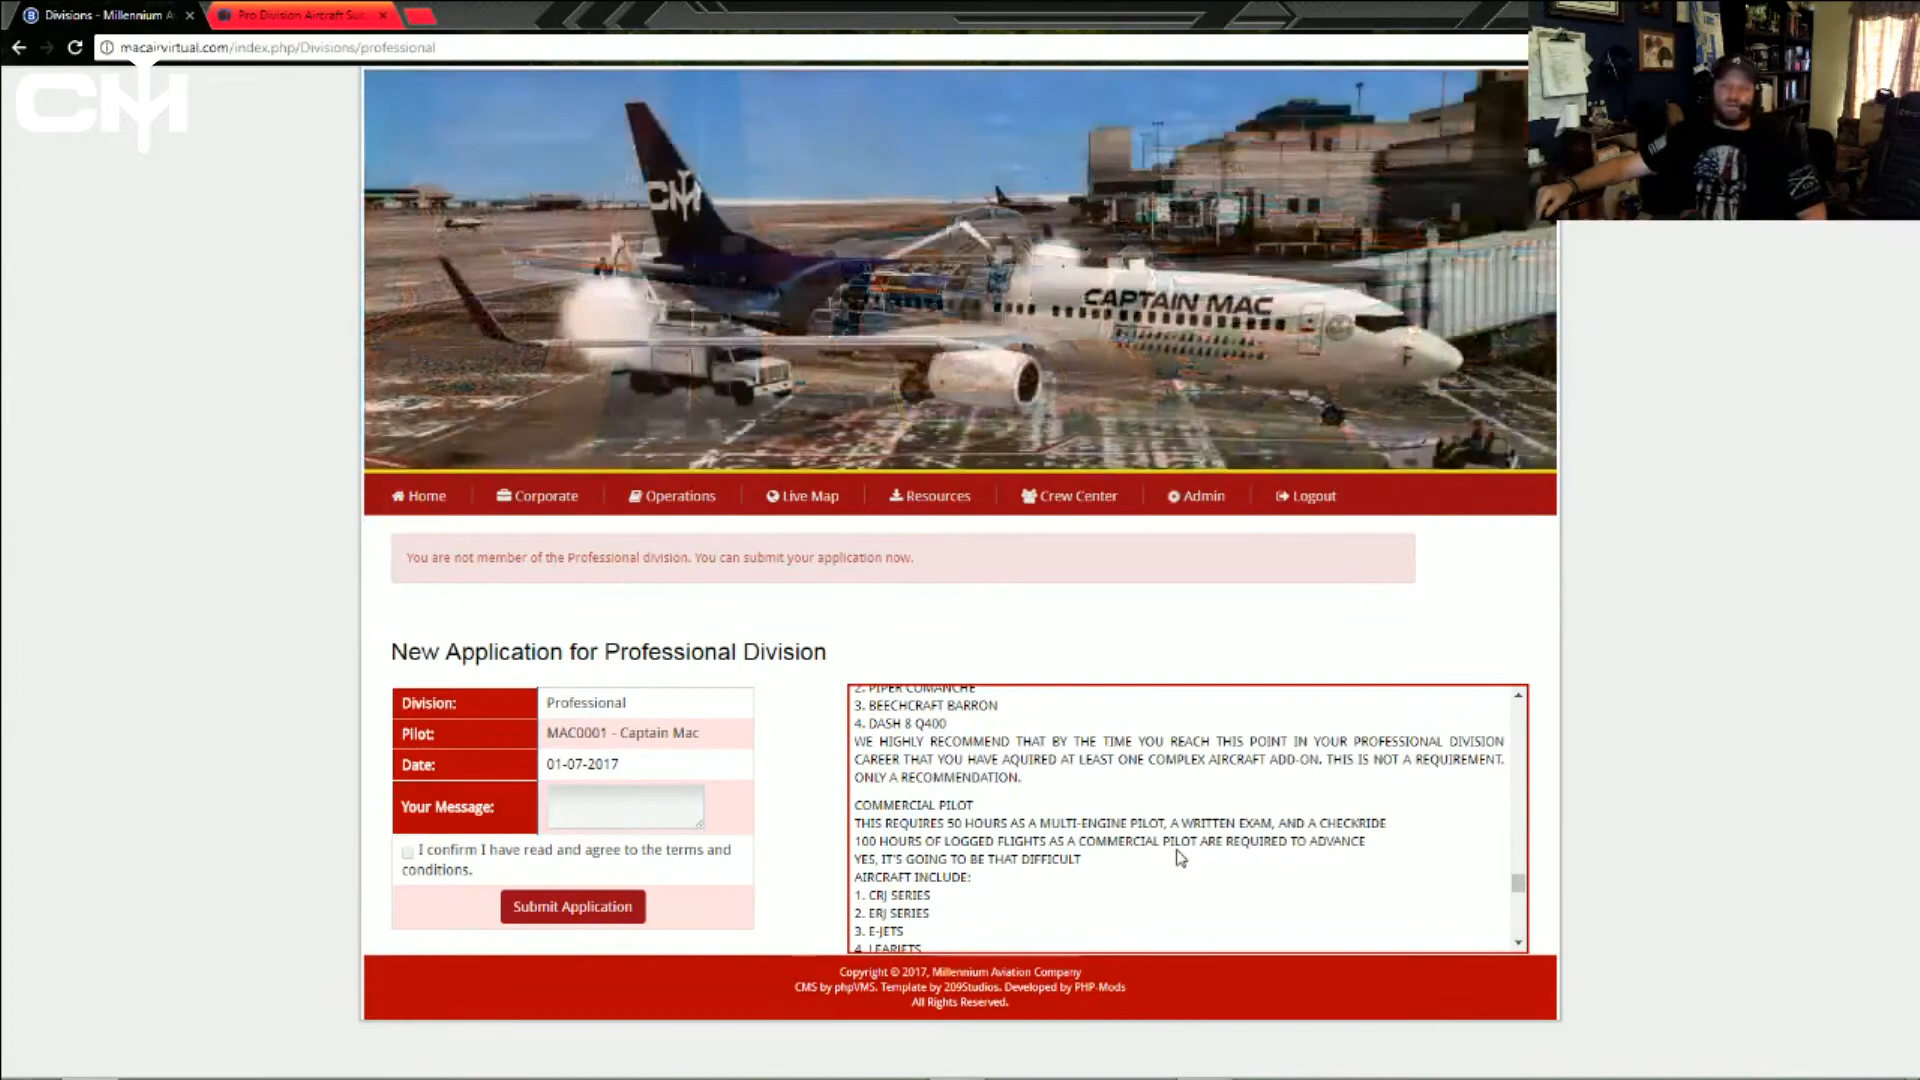 Divisions - Millennium A
Pro Division Aircraft Su
macairvirtual.com/index.php/Divisions/professional
CM
CM
CAPTAIN MAC
Home
Corporate
Operations
Live Map
Resources
Crew Center
Admin
Logout
You are not member of the Professional division. You can submit your application now.
New Application for Professional Division
Division: Professional
Pilot: MAC0001 - Captain Mac
Date: 01-07-2017
Your Message:
I confirm I have read and agree to the terms and
conditions.
Submit Application
2. PIPER COMANCHE
3. BEECHCRAFT BARRON
4. DASH 8 Q400
WE HIGHLY RECOMMEND THAT BY THE TIME YOU REACH THIS POINT IN YOUR PROFESSIONAL DIVISION
CAREER THAT YOU HAVE AQUIRED AT LEAST ONE COMPLEX AIRCRAFT ADD-ON. THIS IS NOT A REQUIREMENT.
ONLY A RECOMMENDATION.
COMMERCIAL PILOT
THIS REQUIRES 50 HOURS AS A MULTI-ENGINE PILOT, A WRITTEN EXAM, AND A CHECKRIDE
100 HOURS OF LOGGED FLIGHTS AS A COMMERCIAL PILOT ARE REQUIRED TO ADVANCE
YES, IT'S GOING TO BE THAT DIFFICULT
AIRCRAFT INCLUDE:
1. CRJ SERIES
2. ERJ SERIES
3. E-JETS
4. LEARJETS
Copyright © 2017, Millennium Aviation Company
CMS by phpVMS. Template by 209Studios. Developed by PHP-Mods
All Rights Reserved.